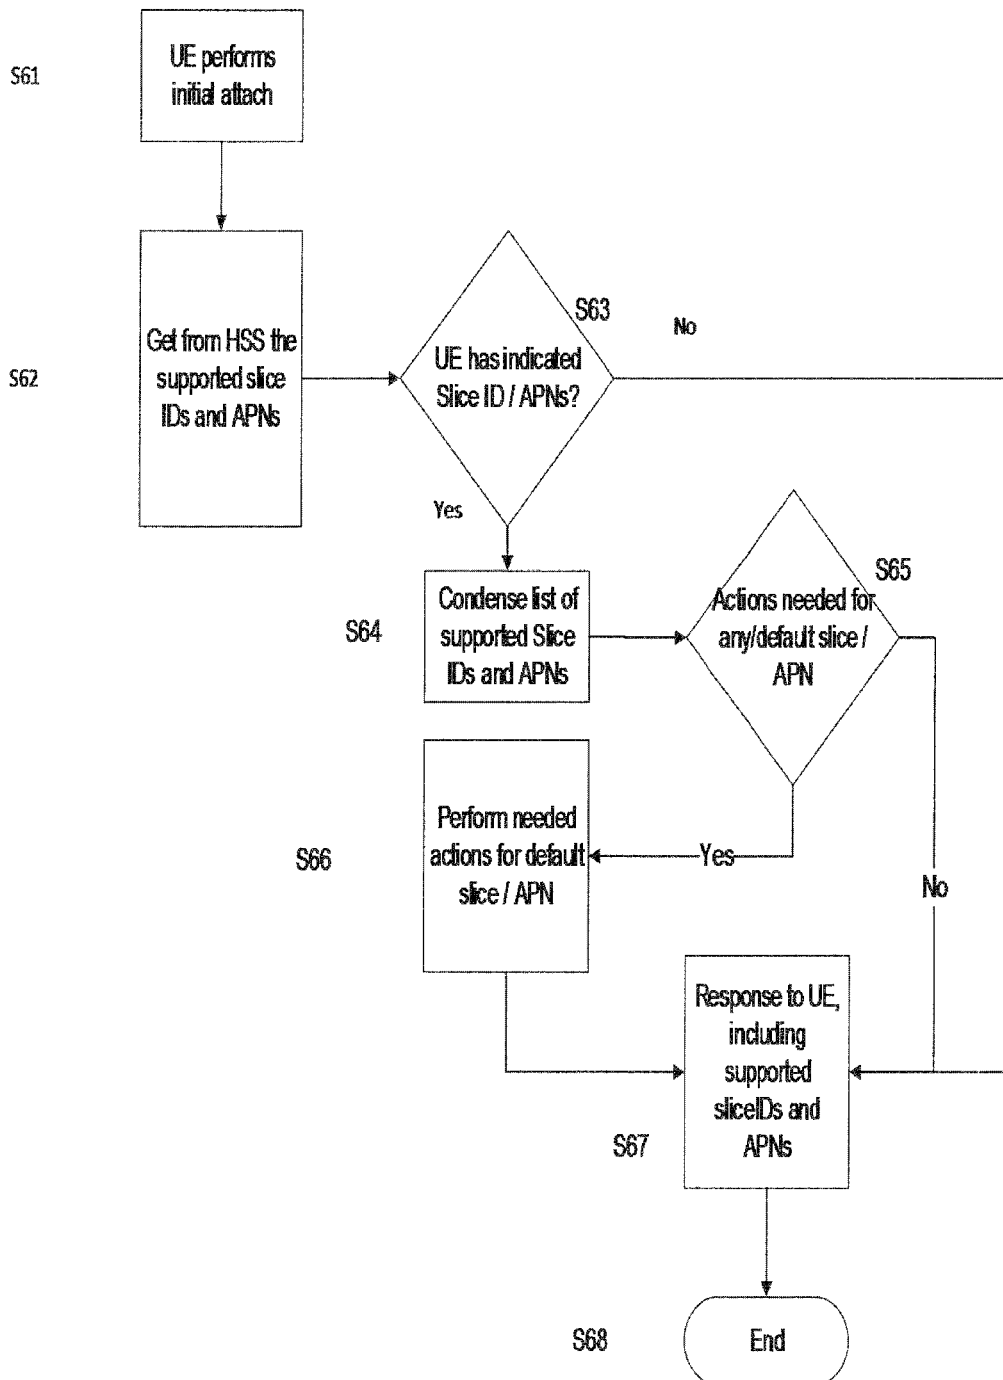 S61
UE performs
initial attach
S62
Get from HSS the
supported slice
IDs and APNs
S63
UE has indicated
Slice ID / APNs?
No
Yes
S64
Condense list of
supported Slice
IDs and APNs
S65
Actions needed for
any/default slice /
APN
S66
Perform needed
actions for default
slice / APN
Yes
No
Response to UE,
including
supported
sliceIDs and
APNs
S67
S68
End